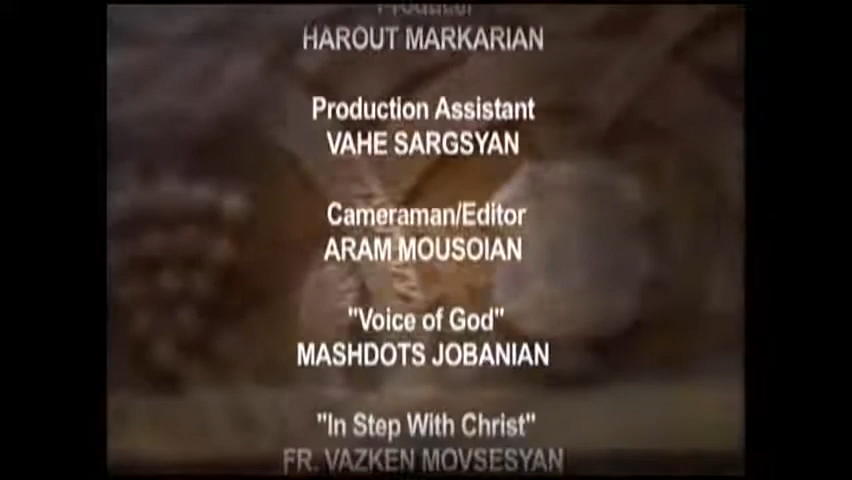 Producer
HAROUT MARKARIAN
Production Assistant
VAHE SARGSYAN
Cameraman/Editor
ARAM MOUSOIAN
"Voice of God"
MASHDOTS JOBANIAN
"In Step With Christ"
FR. VAZKEN MOVSESYAN